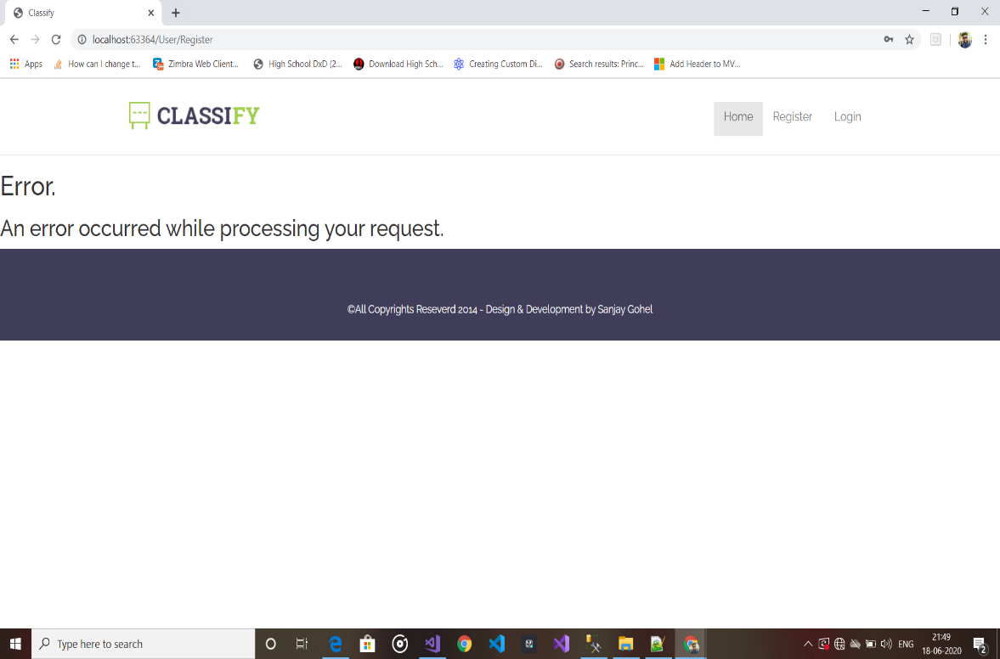 Classify
localhost:63364/User/Register
Apps How can I change t... Zimbra Web Client... High School DxD (2... Download High Sch... Creating Custom Di... Search results: Princ... Add Header to MV...
CLASSIFY Home Register Login
Error.
An error occurred while processing your request.
©All Copyrights Reseverd 2014 - Design & Development by Sanjay Gohel
Type here to search
ENG
21:49
18-06-2020
2